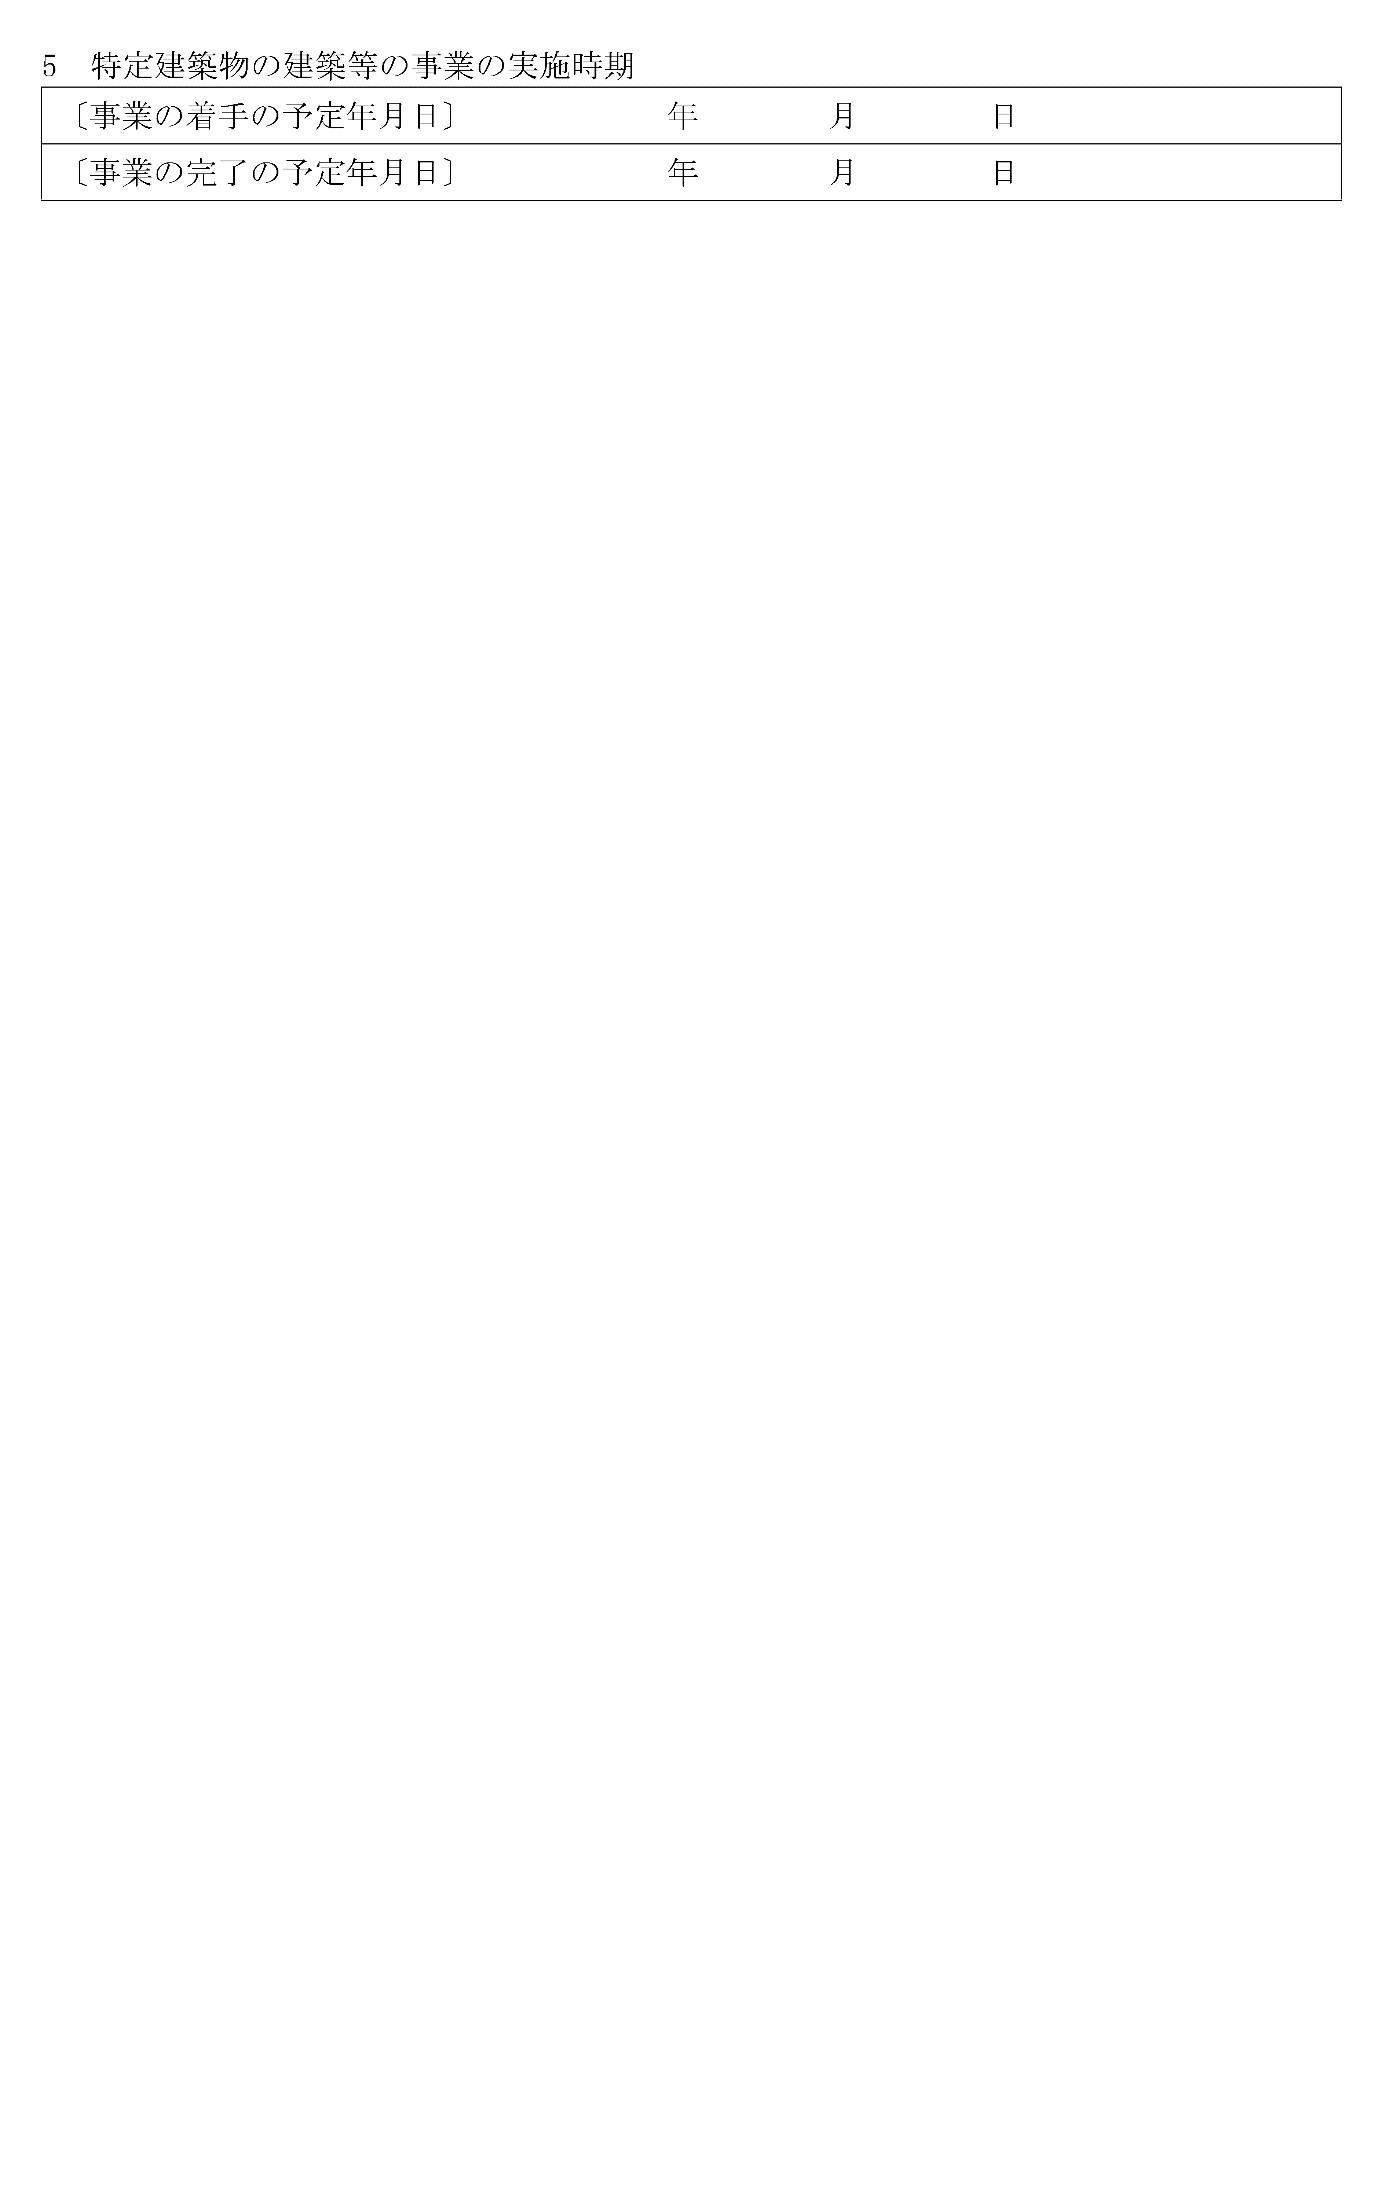 5　特定建築物の建築等の事業の実施時期
〔事業の着手の予定年月日〕　　　年　　　月　　　日
〔事業の完了の予定年月日〕　　　年　　　月　　　日